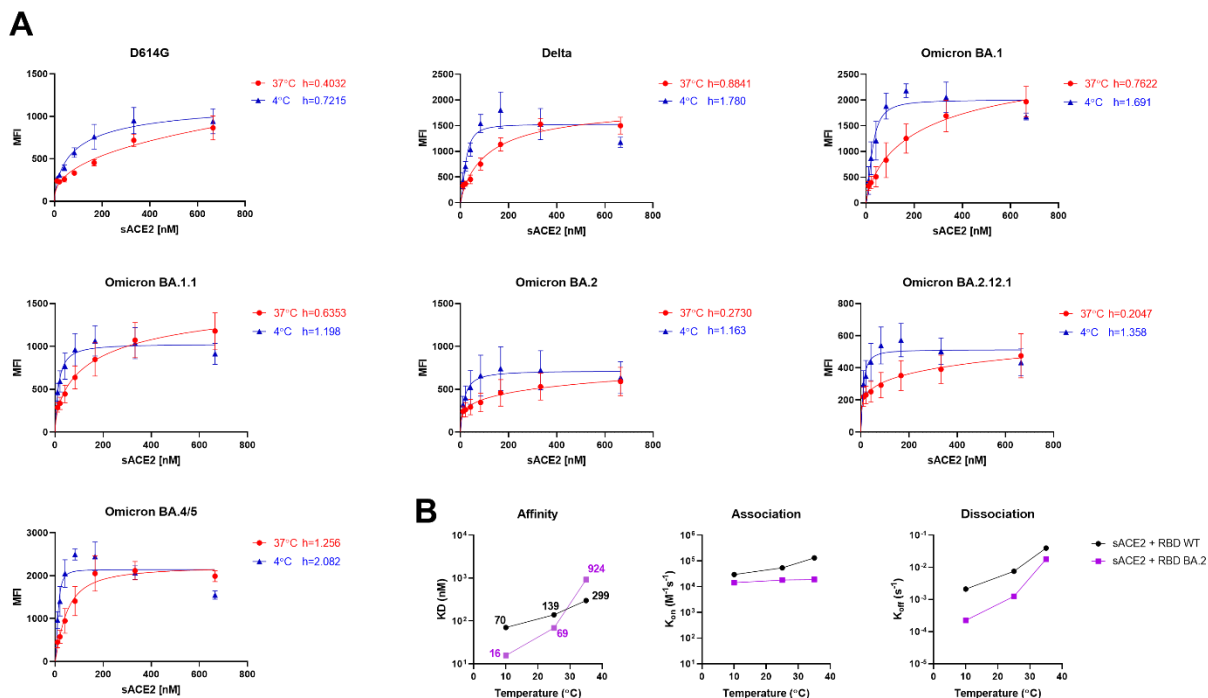 A
D614G
1500
1000
500
0
MFI
0 200 400 600 800
sACE2 [nM]
37°C h=0.4032
4°C h=0.7215
Delta
2500
2000
1500
1000
500
0
MFI
0 200 400 600 800
sACE2 [nM]
37°C h=0.8841
4°C h=1.780
Omicron BA.1
2500
2000
1500
1000
500
0
MFI
0 200 400 600 800
sACE2 [nM]
37°C h=0.7622
4°C h=1.691
Omicron BA.1.1
1500
1000
500
0
MFI
0 200 400 600 800
sACE2 [nM]
37°C h=0.6353
4°C h=1.198
Omicron BA.2
1500
1000
500
0
MFI
0 200 400 600 800
sACE2 [nM]
37°C h=0.2730
4°C h=1.163
Omicron BA.2.12.1
800
600
400
200
0
MFI
0 200 400 600 800
sACE2 [nM]
37°C h=0.2047
4°C h=1.358
Omicron BA.4/5
3000
2000
1000
0
MFI
0 200 400 600 800
sACE2 [nM]
37°C h=1.256
4°C h=2.082
B
Affinity
10⁴
10³
10²
10¹
KD (nM)
70
139
299
16
69
924
0 10 20 30 40
Temperature (°C)
Association
10⁶
10⁵
10⁴
10³
10²
10¹
Kon (M⁻¹s⁻¹)
0 10 20 30 40
Temperature (°C)
Dissociation
10⁻¹
10⁻²
10⁻³
10⁻⁴
10⁻⁵
Koff (s⁻¹)
0 10 20 30 40
Temperature (°C)
sACE2 + RBD WT
sACE2 + RBD BA.2